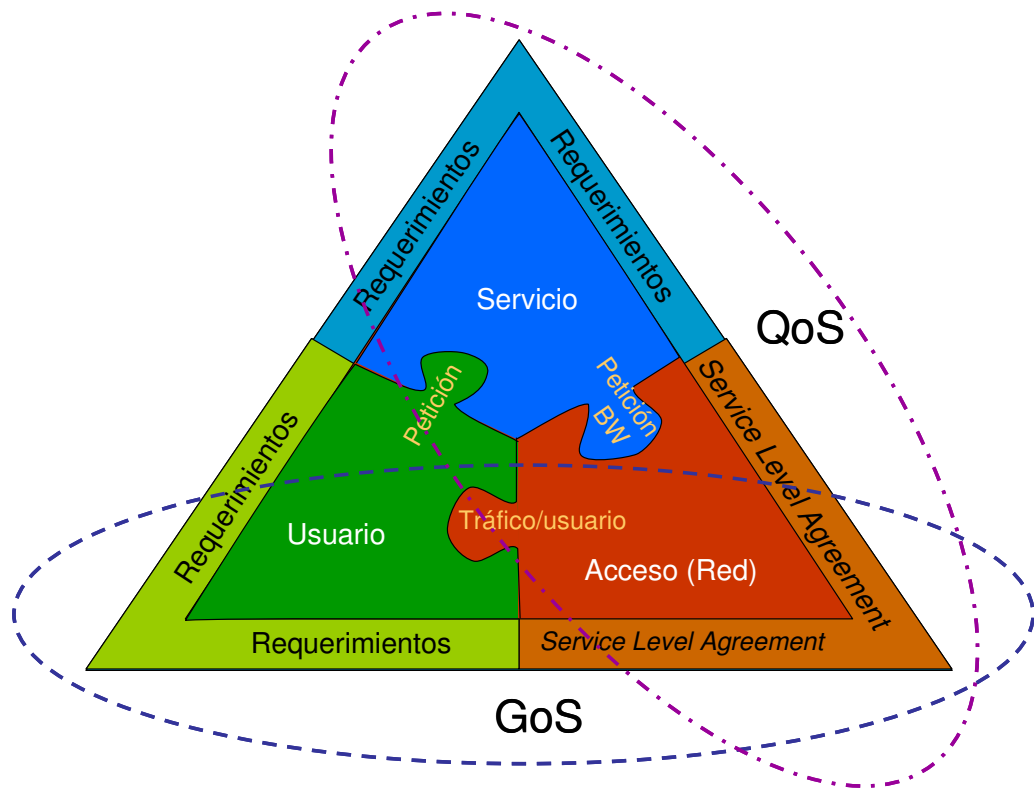 Requerimientos
Requerimientos
Servicio
QoS
Petición
Petición
BW
Service Level Agreement
Requerimientos
Tráfico/usuario
Usuario
Acceso (Red)
Requerimientos
Service Level Agreement
GoS